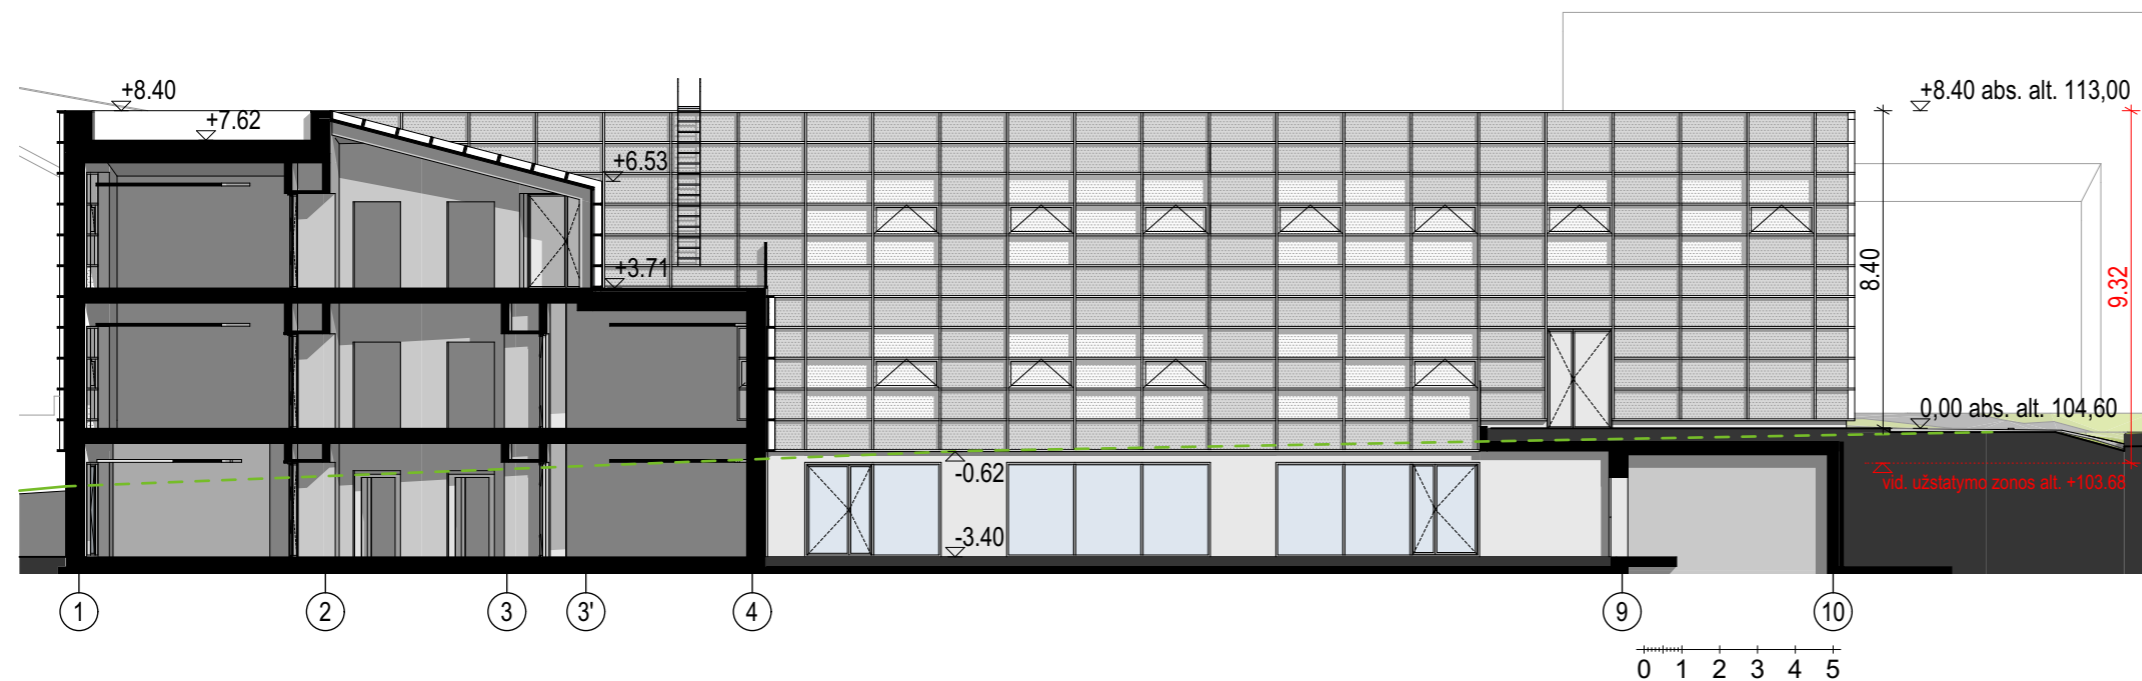 +8.40
+7.62
+8.40 abs. alt. 113,00
+6.53
+3.71
8.40
9.32
0,00 abs. alt. 104,60
-0.62
vid. užstatymo zonos alt. +103.68
-3.40
1 2 3 3' 4 9 10
0 1 2 3 4 5